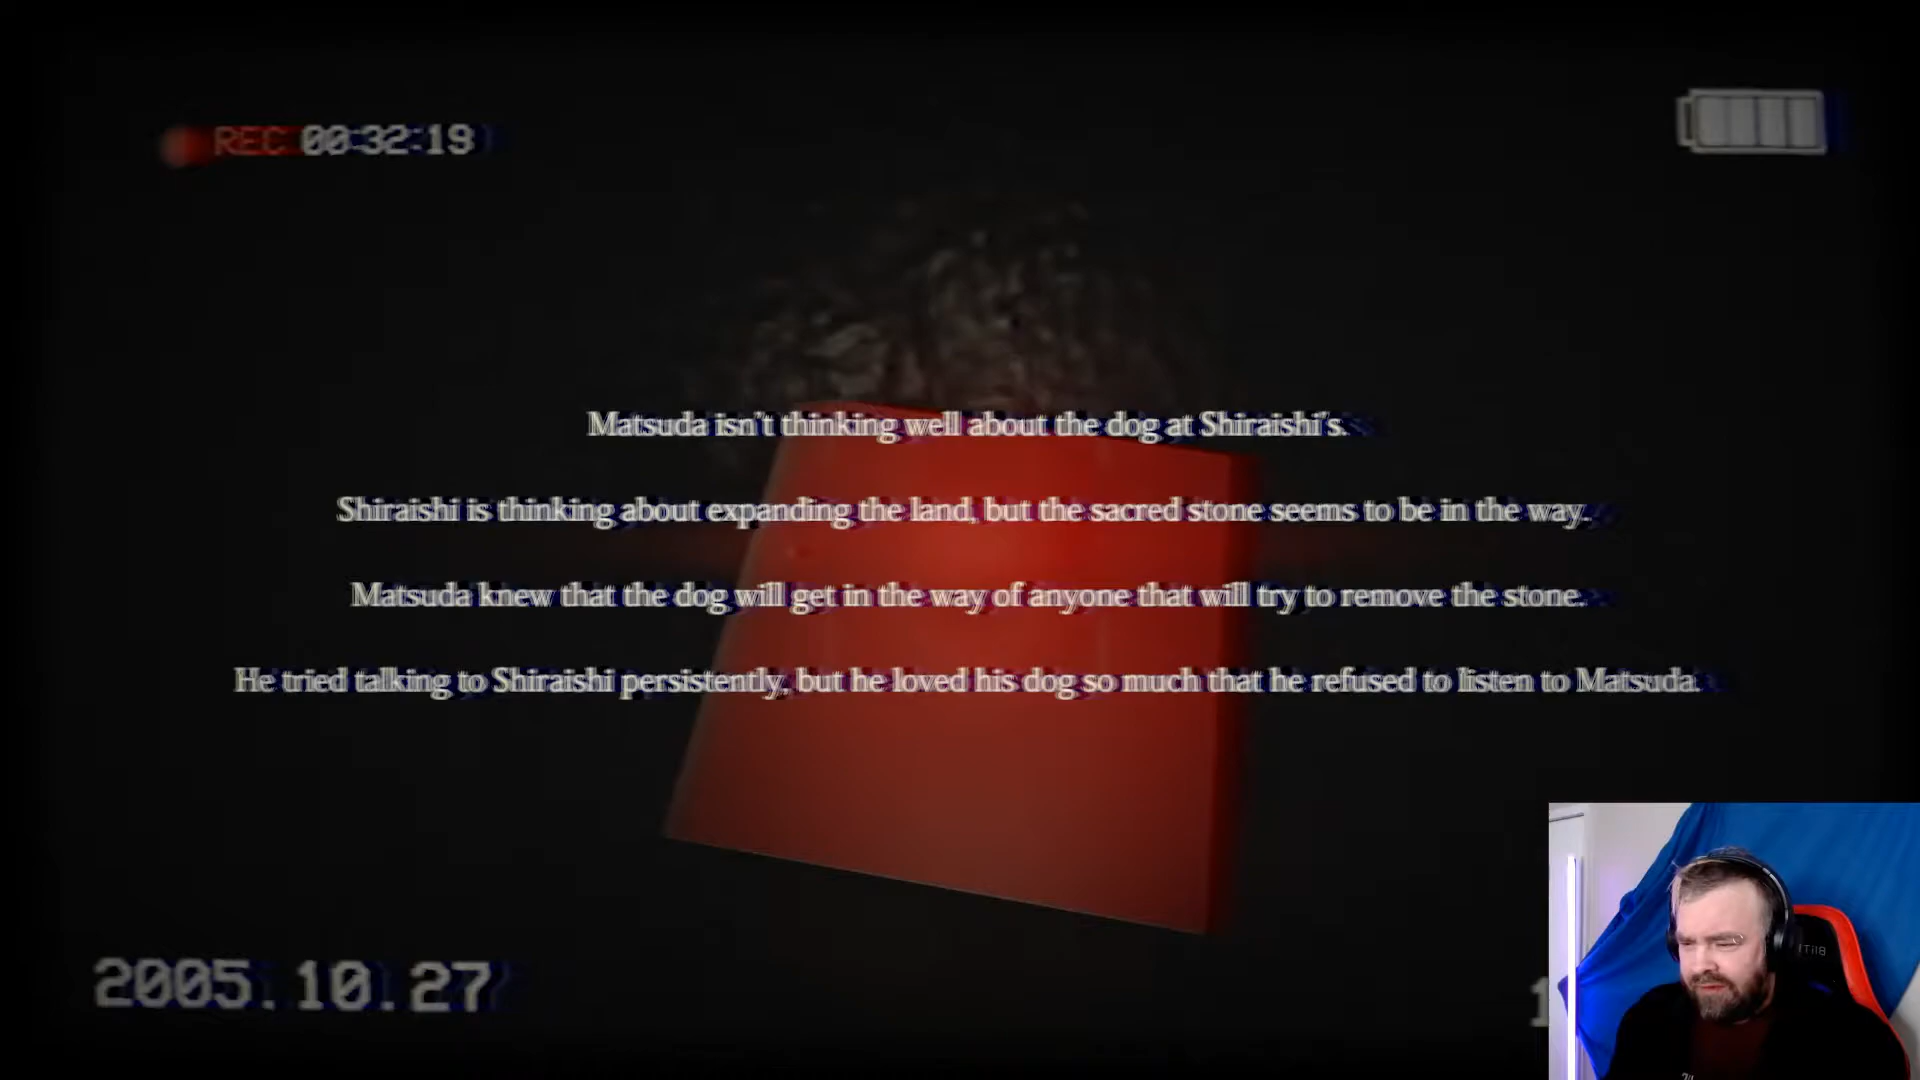 REC 00:32:19
Matsuda isn't thinking well about the dog at Shiraishi's.
Shiraishi is thinking about expanding the land, but the sacred stone seems to be in the way.
Matsuda knew that the dog will get in the way of anyone that will try to remove the stone.
He tried talking to Shiraishi persistently, but he loved his dog so much that he refused to listen to Matsuda.
2005.10.27